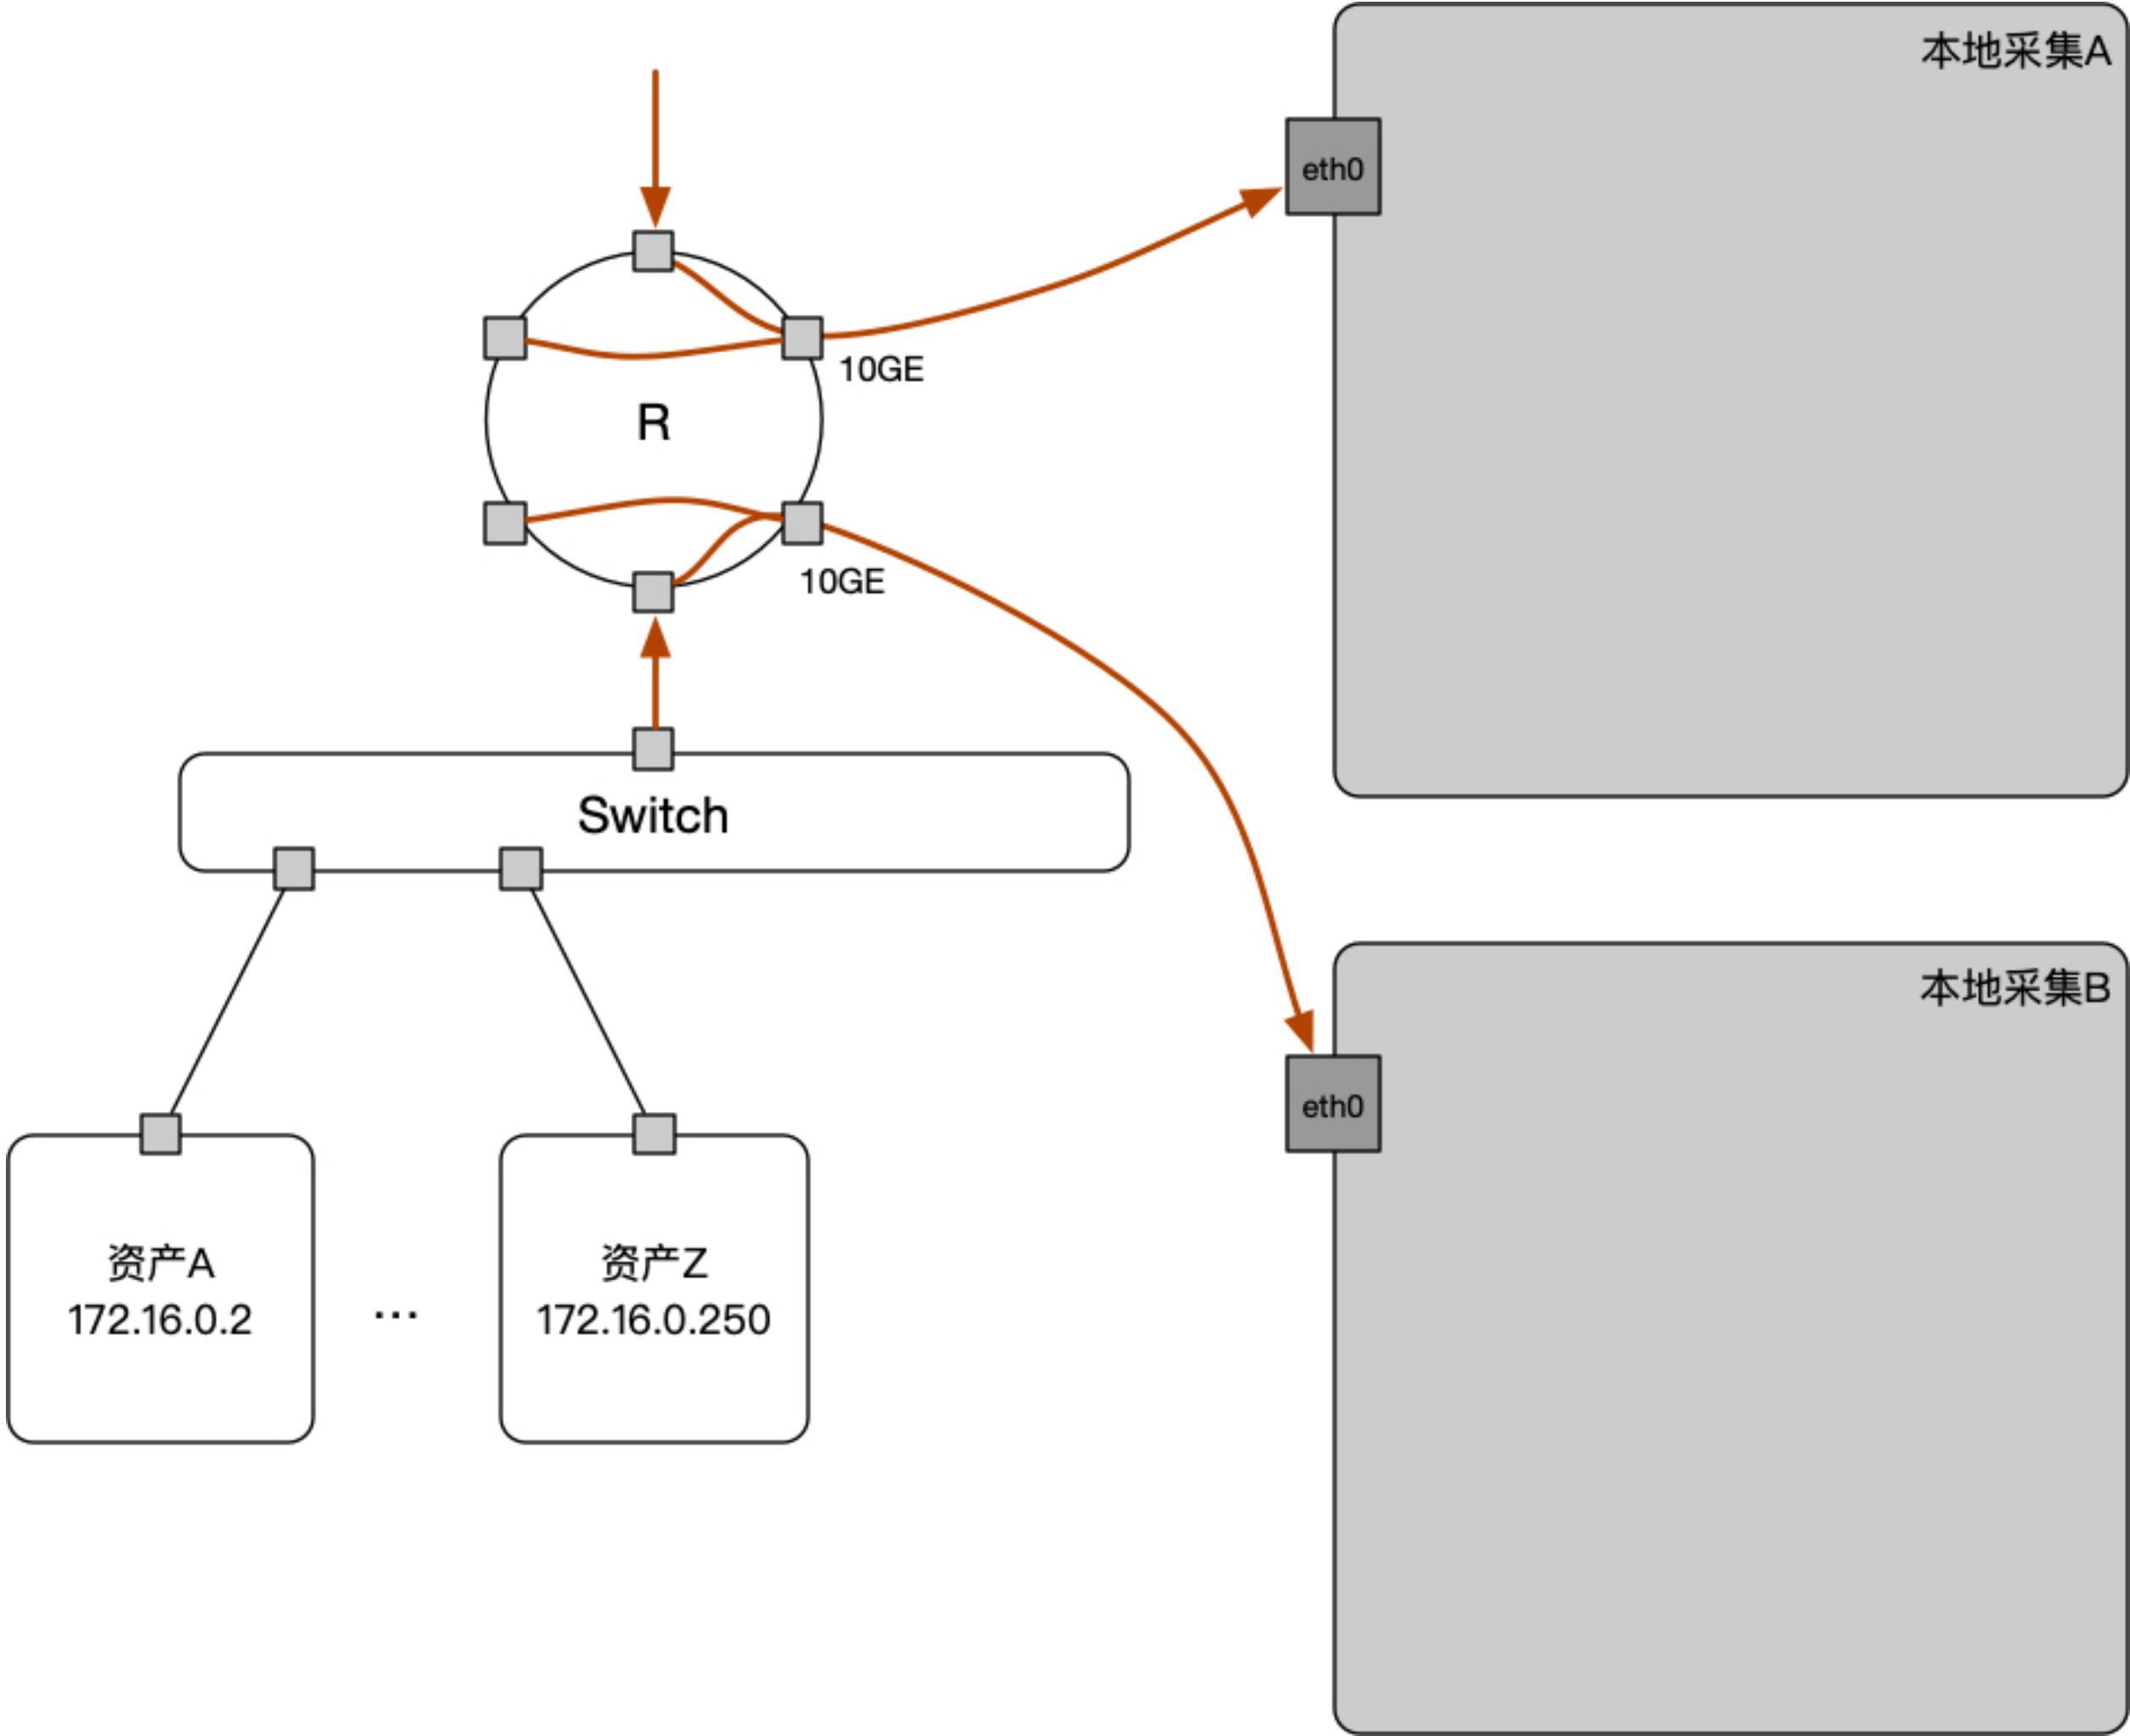 本地采集A
eth0
10GE
R
10GE
Switch
本地采集B
eth0
资产A
172.16.0.2
...
资产Z
172.16.0.250